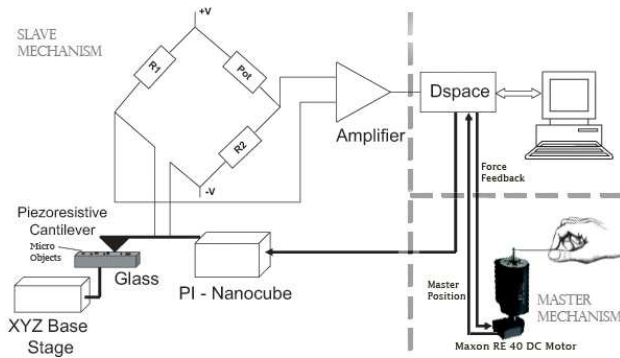 SLAVE
MECHANISM
+V
R1
Pot
R2
-V
Amplifier
Dspace
Force
Feedback
Piezoresistive
Cantilever
Micro
Objects
Glass
PI - Nanocube
XYZ Base
Stage
Master
Position
MASTER
MECHANISM
Maxon RE 40 DC Motor